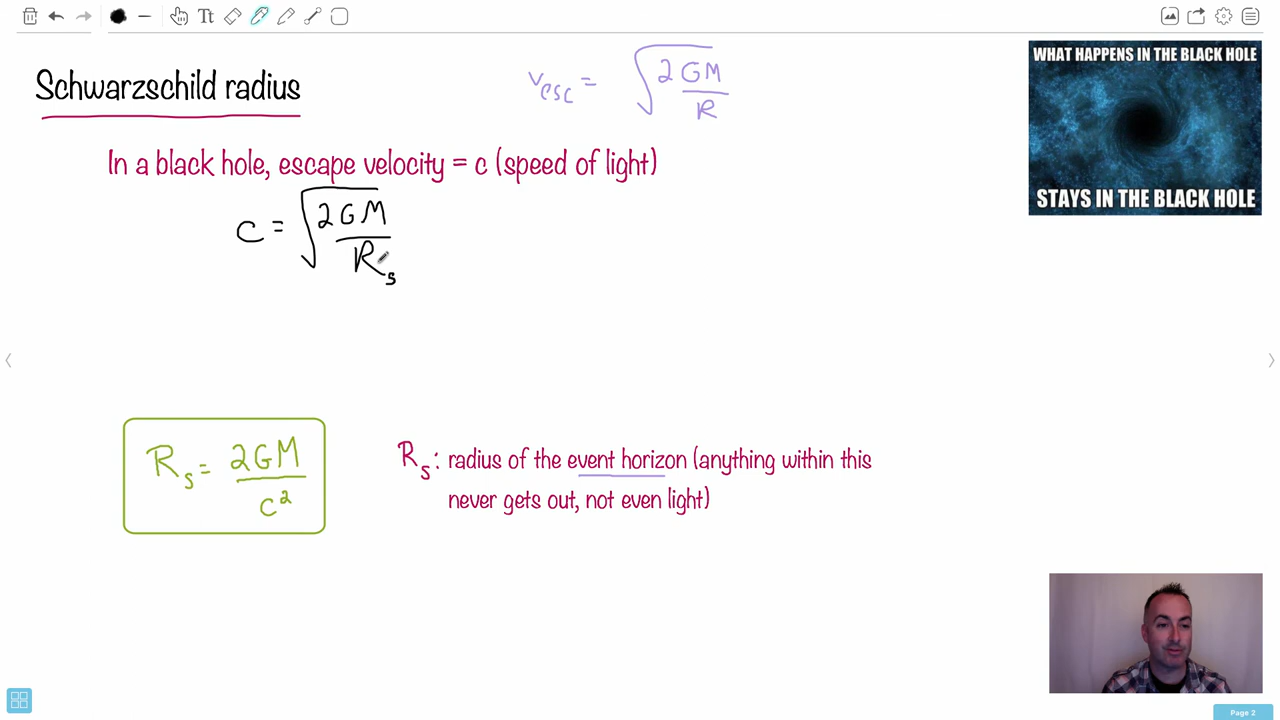 Tt
Schwarzschild radius
v_esc = √(2GM/R)
WHAT HAPPENS IN THE BLACK HOLE
STAYS IN THE BLACK HOLE
In a black hole, escape velocity = c (speed of light)
c = √(2GM/R_s)
R_s = 2GM/c²
R_s: radius of the event horizon (anything within this
never gets out, not even light)
Page 2